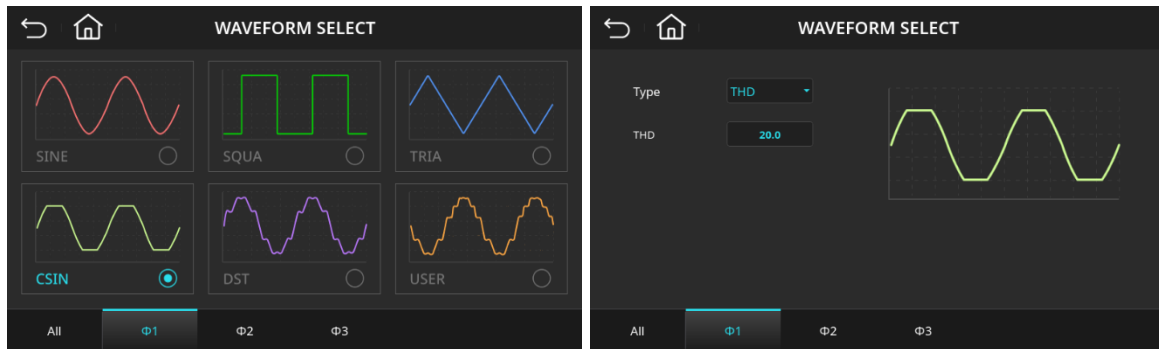 WAVEFORM SELECT
SINE
SQUA
TRIA
CSIN
DST
USER
All Φ1 Φ2 Φ3
WAVEFORM SELECT
Type THD
THD 20.0
All Φ1 Φ2 Φ3